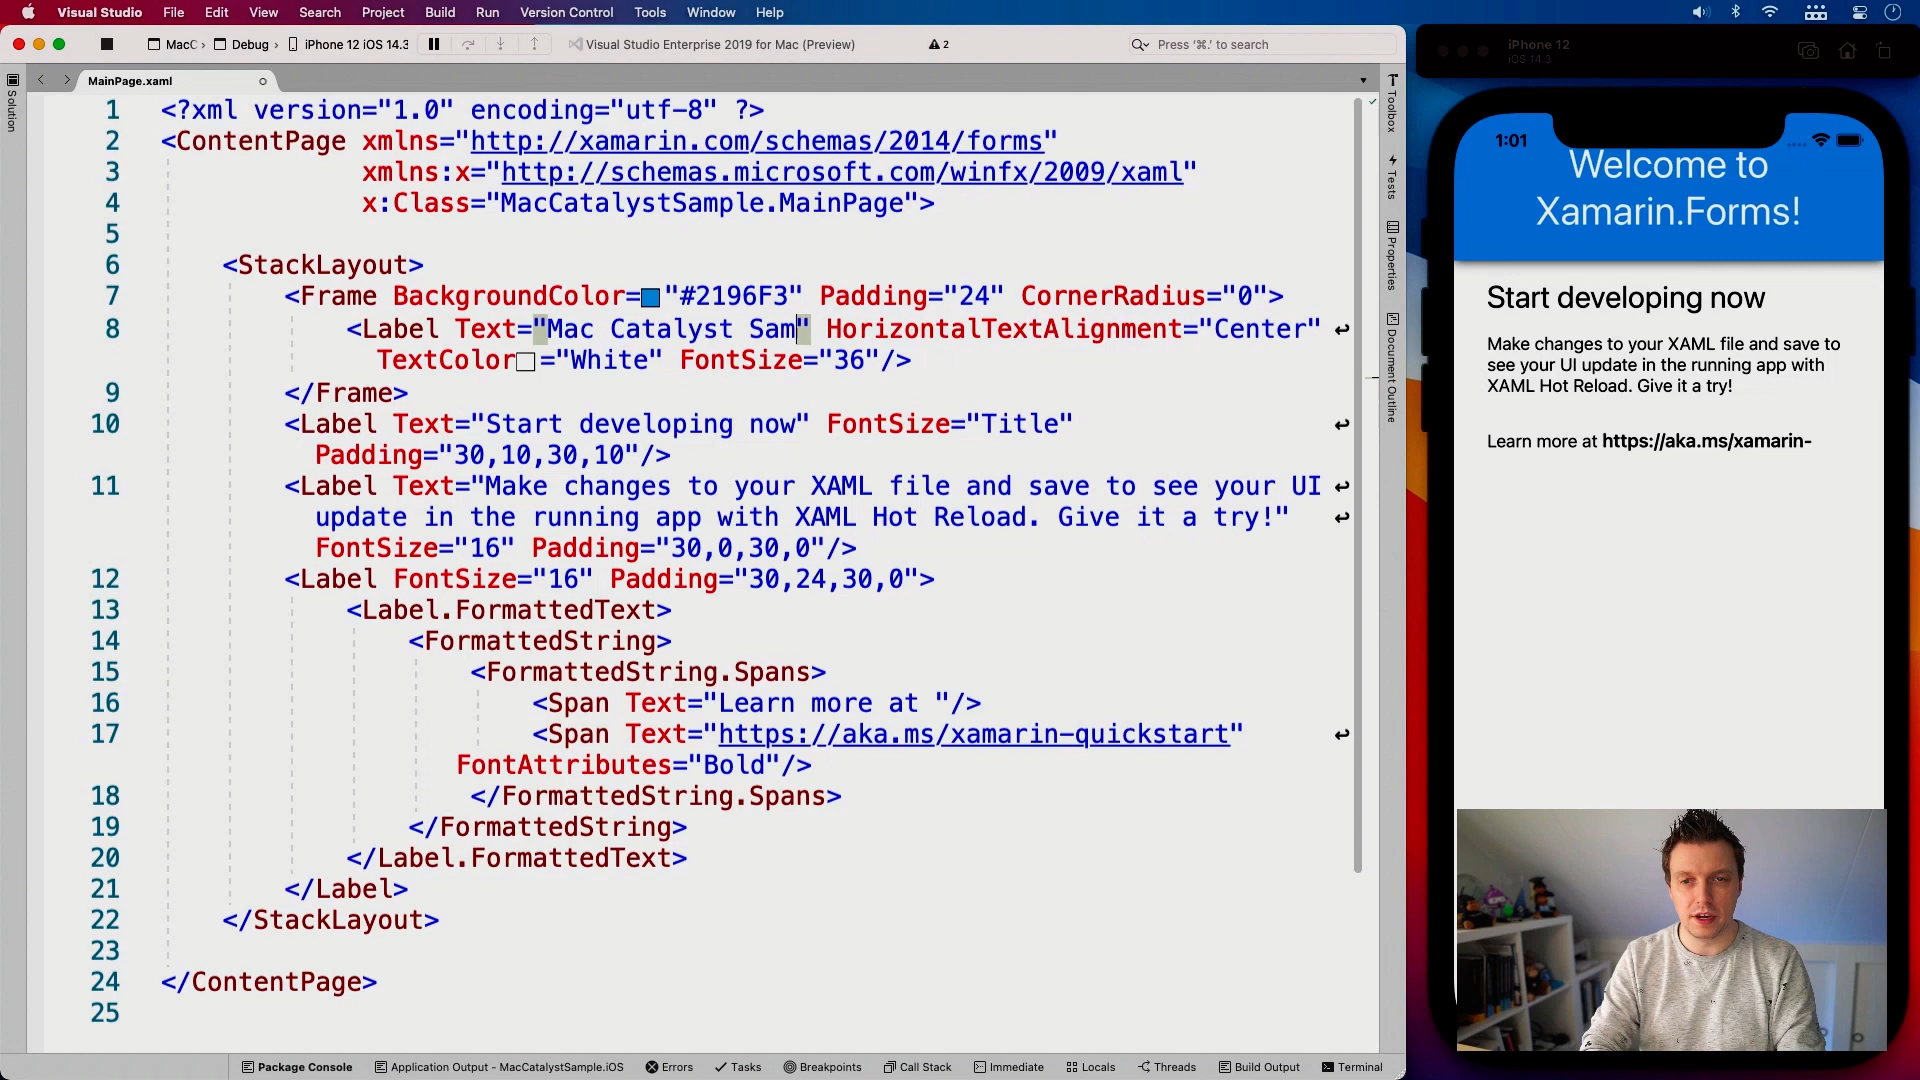 Visual Studio File Edit View Search Project Build Run Version Control Tools Window Help
MacC › Debug › iPhone 12 iOS 14.3 Visual Studio Enterprise 2019 for Mac (Preview) 2 Press '⌘.' to search
MainPage.xaml
Solution
1 <?xml version="1.0" encoding="utf-8" ?>
2 <ContentPage xmlns="http://xamarin.com/schemas/2014/forms"
3 xmlns:x="http://schemas.microsoft.com/winfx/2009/xaml"
4 x:Class="MacCatalystSample.MainPage">
5
6 <StackLayout>
7 <Frame BackgroundColor="#2196F3" Padding="24" CornerRadius="0">
8 <Label Text="Mac Catalyst Sam" HorizontalTextAlignment="Center"
TextColor="White" FontSize="36"/>
9 </Frame>
10 <Label Text="Start developing now" FontSize="Title"
Padding="30,10,30,10"/>
11 <Label Text="Make changes to your XAML file and save to see your UI
update in the running app with XAML Hot Reload. Give it a try!"
FontSize="16" Padding="30,0,30,0"/>
12 <Label FontSize="16" Padding="30,24,30,0">
13 <Label.FormattedText>
14 <FormattedString>
15 <FormattedString.Spans>
16 <Span Text="Learn more at "/>
17 <Span Text="https://aka.ms/xamarin-quickstart"
FontAttributes="Bold"/>
18 </FormattedString.Spans>
19 </FormattedString>
20 </Label.FormattedText>
21 </Label>
22 </StackLayout>
23
24 </ContentPage>
25
Toolbox
Tests
Properties
Document Outline
Package Console Application Output - MacCatalystSample.iOS Errors Tasks Breakpoints Call Stack Immediate Locals Threads Build Output Terminal
iPhone 12
iOS 14.3
1:01
Welcome to
Xamarin.Forms!
Start developing now
Make changes to your XAML file and save to
see your UI update in the running app with
XAML Hot Reload. Give it a try!
Learn more at https://aka.ms/xamarin-